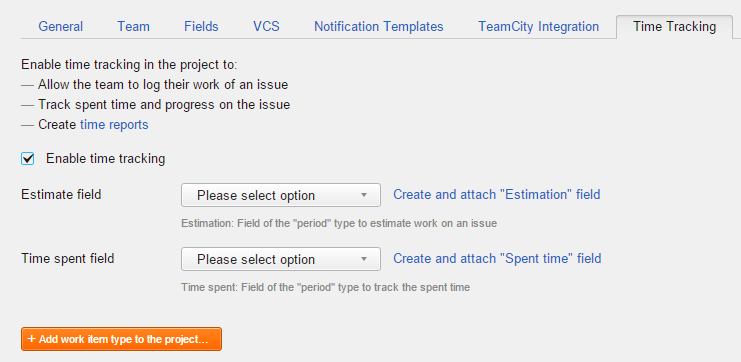 General Team Fields VCS Notification Templates TeamCity Integration Time Tracking
Enable time tracking in the project to:
— Allow the team to log their work of an issue
— Track spent time and progress on the issue
— Create time reports
Enable time tracking
Estimate field Please select option Create and attach "Estimation" field
Estimation: Field of the "period" type to estimate work on an issue
Time spent field Please select option Create and attach "Spent time" field
Time spent: Field of the "period" type to track the spent time
+ Add work item type to the project...